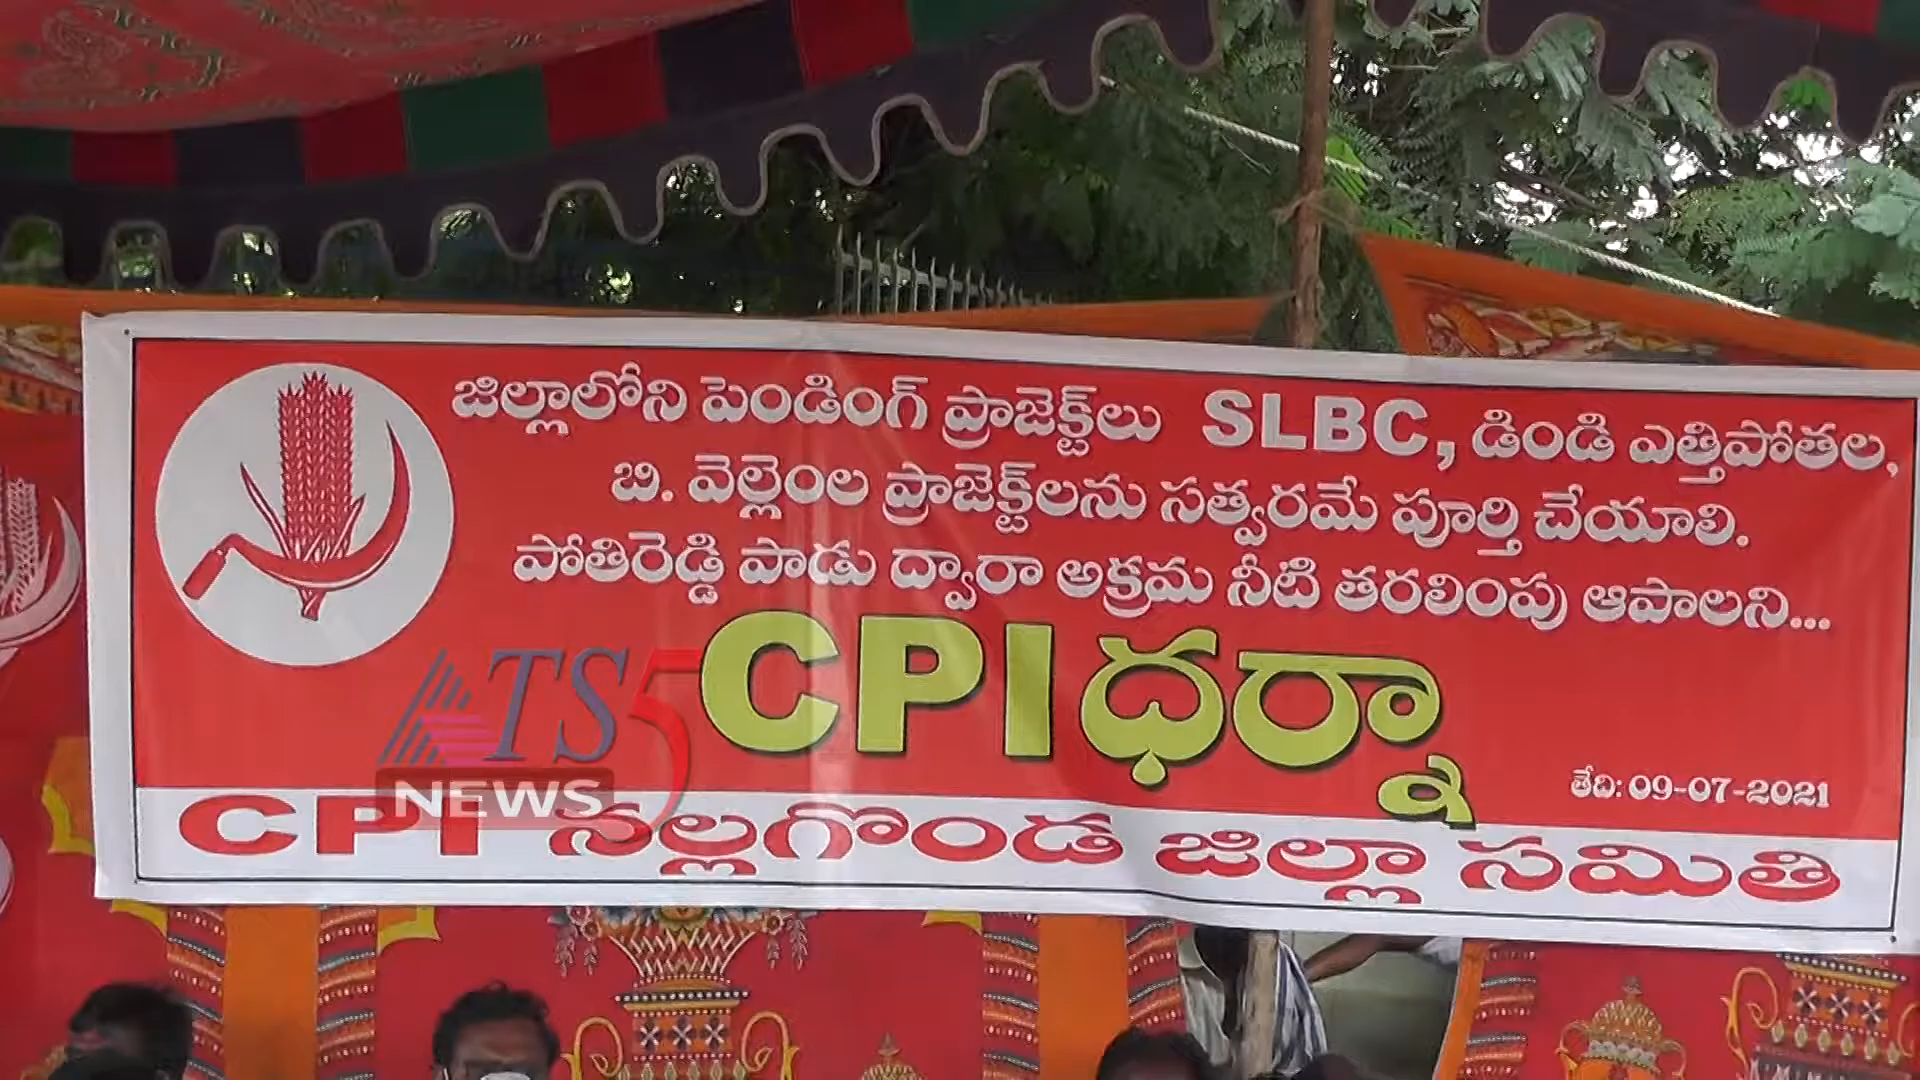 జిల్లాలోని పెండింగ్ ప్రాజెక్ట్‌లు SLBC, డిండి ఎత్తిపోతల,
బి. వెల్లెంల ప్రాజెక్ట్‌లను సత్వరమే పూర్తి చేయాలి.
పోతిరెడ్డి పాడు ద్వారా అక్రమ నీటి తరలింపు ఆపాలని...
CPI ధర్నా
తేది: 09-07-2021
CPI నల్లగొండ జిల్లా సమితి
TS5
NEWS